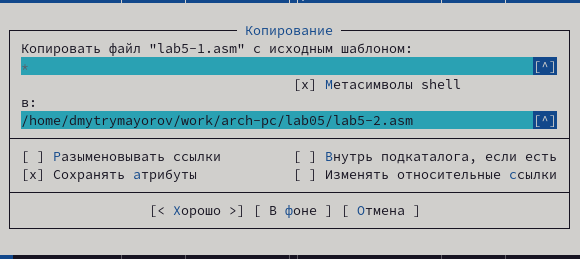 Копирование
Копировать файл "lab5-1.asm" с исходным шаблоном:
* [^]
[x] Метасимволы shell
в:
/home/dmytrymayorov/work/arch-pc/lab05/lab5-2.asm [^]
[ ] Разыменовывать ссылки [ ] Внутрь подкаталога, если есть
[x] Сохранять атрибуты [ ] Изменять относительные ссылки
[< Хорошо >] [ В фоне ] [ Отмена ]